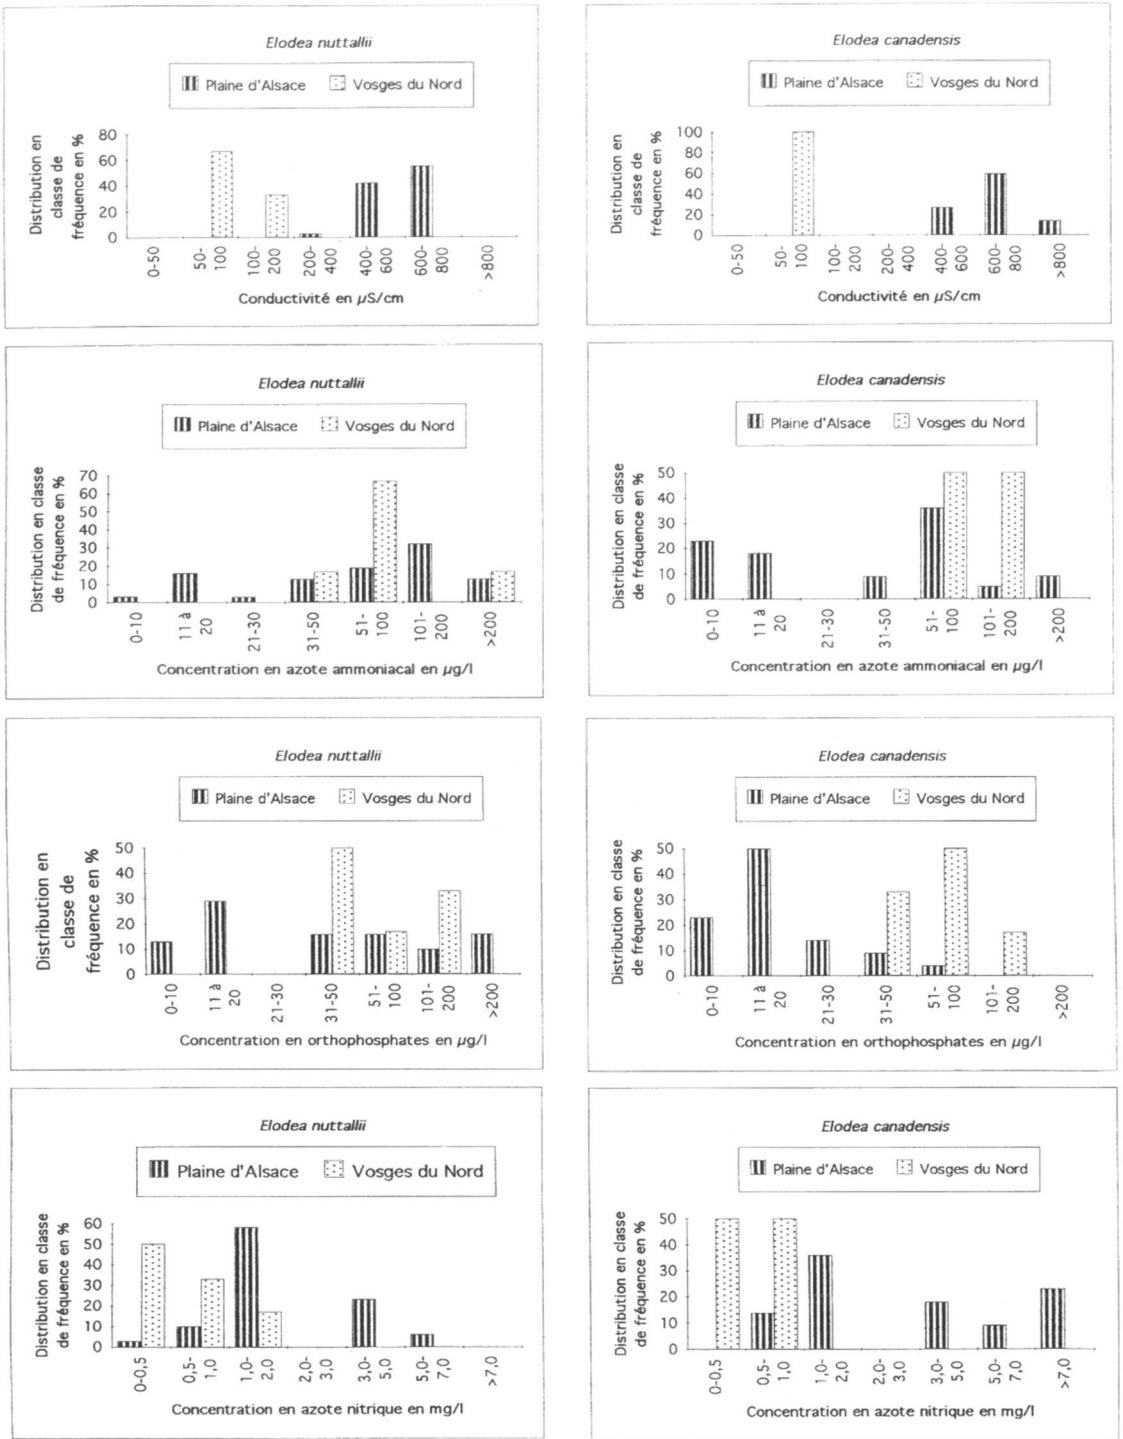 Elodea nuttallii
Plaine d'Alsace Vosges du Nord
Distribution en
classe de
fréquence en %
80
60
40
20
0
0-50
50-
100
100-
200
200-
400
400-
600
600-
800
>800
Conductivité en µS/cm
Elodea canadensis
Plaine d'Alsace Vosges du Nord
Distribution en
classe de
fréquence en %
100
80
60
40
20
0
0-50
50-
100
100-
200
200-
400
400-
600
600-
800
>800
Conductivité en µS/cm
Elodea nuttallii
Plaine d'Alsace Vosges du Nord
Distribution en classe
de fréquence en %
70
60
50
40
30
20
10
0
0-10
11 à
20
21-30
31-50
51-
100
101-
200
>200
Concentration en azote ammoniacal en µg/l
Elodea canadensis
Plaine d'Alsace Vosges du Nord
Distribution en classe
de fréquence en %
50
40
30
20
10
0
0-10
11 à
20
21-30
31-50
51-
100
101-
200
>200
Concentration en azote ammoniacal en µg/l
Elodea nuttallii
Plaine d'Alsace Vosges du Nord
Distribution en
classe de
fréquence en %
50
40
30
20
10
0
0-10
11 à
20
21-30
31-50
51-
100
101-
200
>200
Concentration en orthophosphates en µg/l
Elodea canadensis
Plaine d'Alsace Vosges du Nord
Distribution en classe
de fréquence en %
50
40
30
20
10
0
0-10
11 à
20
21-30
31-50
51-
100
101-
200
>200
Concentration en orthophosphates en µg/l
Elodea nuttallii
Plaine d'Alsace Vosges du Nord
Distribution en classe
de fréquence en %
60
50
40
30
20
10
0
0-0,5
0,5-
1,0
1,0-
2,0
2,0-
3,0
3,0-
5,0
5,0-
7,0
>7,0
Concentration en azote nitrique en mg/l
Elodea canadensis
Plaine d'Alsace Vosges du Nord
Distribution en classe
de fréquence en %
50
40
30
20
10
0
0-0,5
0,5-
1,0
1,0-
2,0
2,0-
3,0
3,0-
5,0
5,0-
7,0
>7,0
Concentration en azote nitrique en mg/l